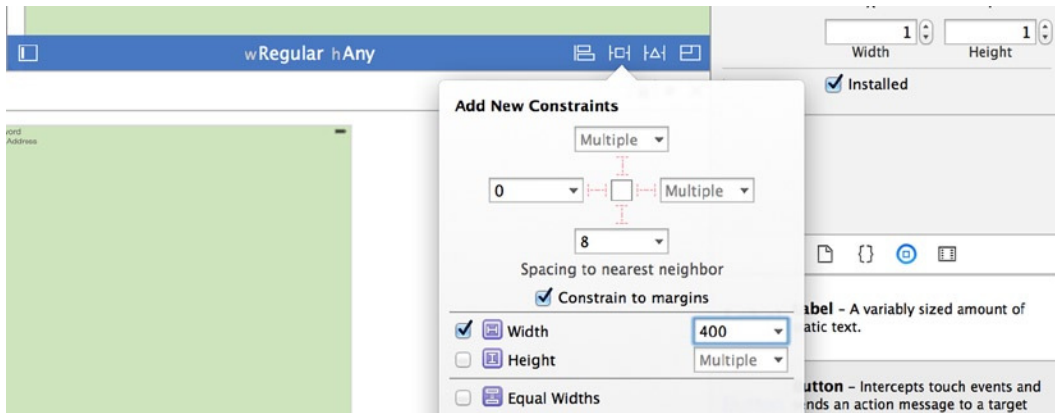 1 1
Width Height
Installed
wRegular hAny
Add New Constraints
Multiple
0 Multiple
8
Spacing to nearest neighbor
Constrain to margins
Width 400
Height Multiple
Equal Widths
word
Address
abel – A variably sized amount of
atic text.
utton – Intercepts touch events and
nds an action message to a target